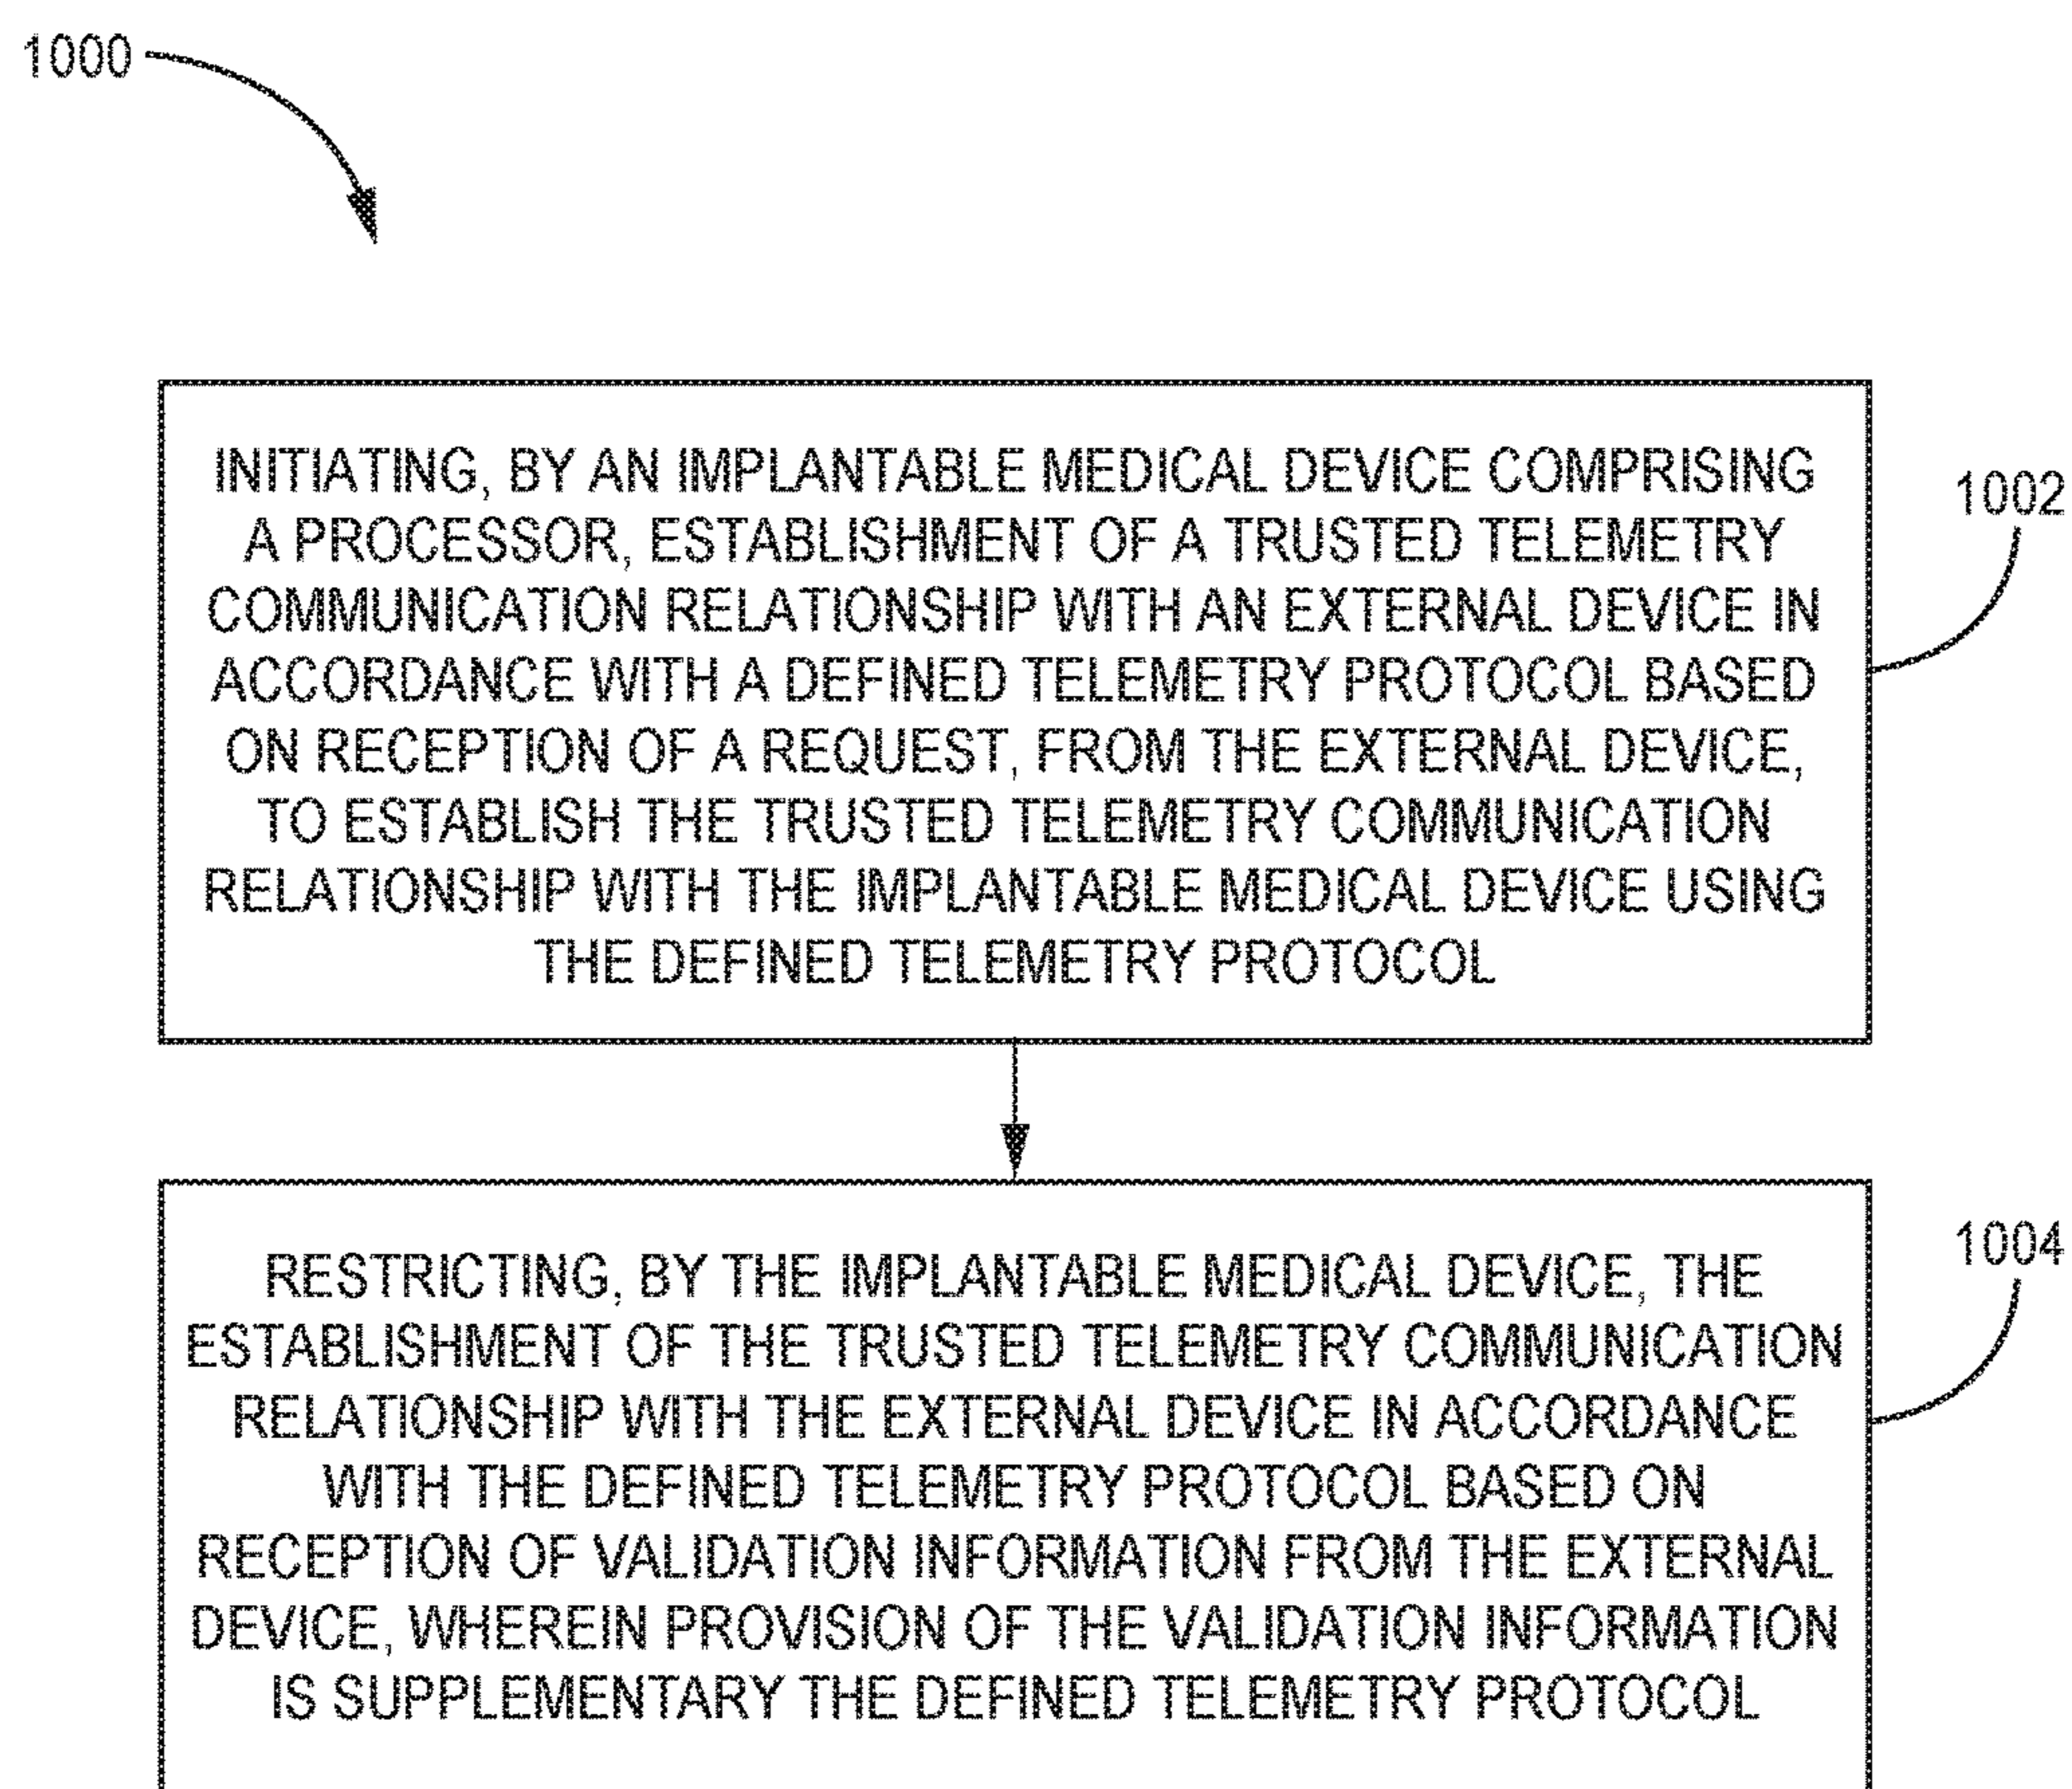 1000
INITIATING, BY AN IMPLANTABLE MEDICAL DEVICE COMPRISING
A PROCESSOR, ESTABLISHMENT OF A TRUSTED TELEMETRY
COMMUNICATION RELATIONSHIP WITH AN EXTERNAL DEVICE IN
ACCORDANCE WITH A DEFINED TELEMETRY PROTOCOL BASED
ON RECEPTION OF A REQUEST, FROM THE EXTERNAL DEVICE,
TO ESTABLISH THE TRUSTED TELEMETRY COMMUNICATION
RELATIONSHIP WITH THE IMPLANTABLE MEDICAL DEVICE USING
THE DEFINED TELEMETRY PROTOCOL
1002
RESTRICTING, BY THE IMPLANTABLE MEDICAL DEVICE, THE
ESTABLISHMENT OF THE TRUSTED TELEMETRY COMMUNICATION
RELATIONSHIP WITH THE EXTERNAL DEVICE IN ACCORDANCE
WITH THE DEFINED TELEMETRY PROTOCOL BASED ON
RECEPTION OF VALIDATION INFORMATION FROM THE EXTERNAL
DEVICE, WHEREIN PROVISION OF THE VALIDATION INFORMATION
IS SUPPLEMENTARY THE DEFINED TELEMETRY PROTOCOL
1004